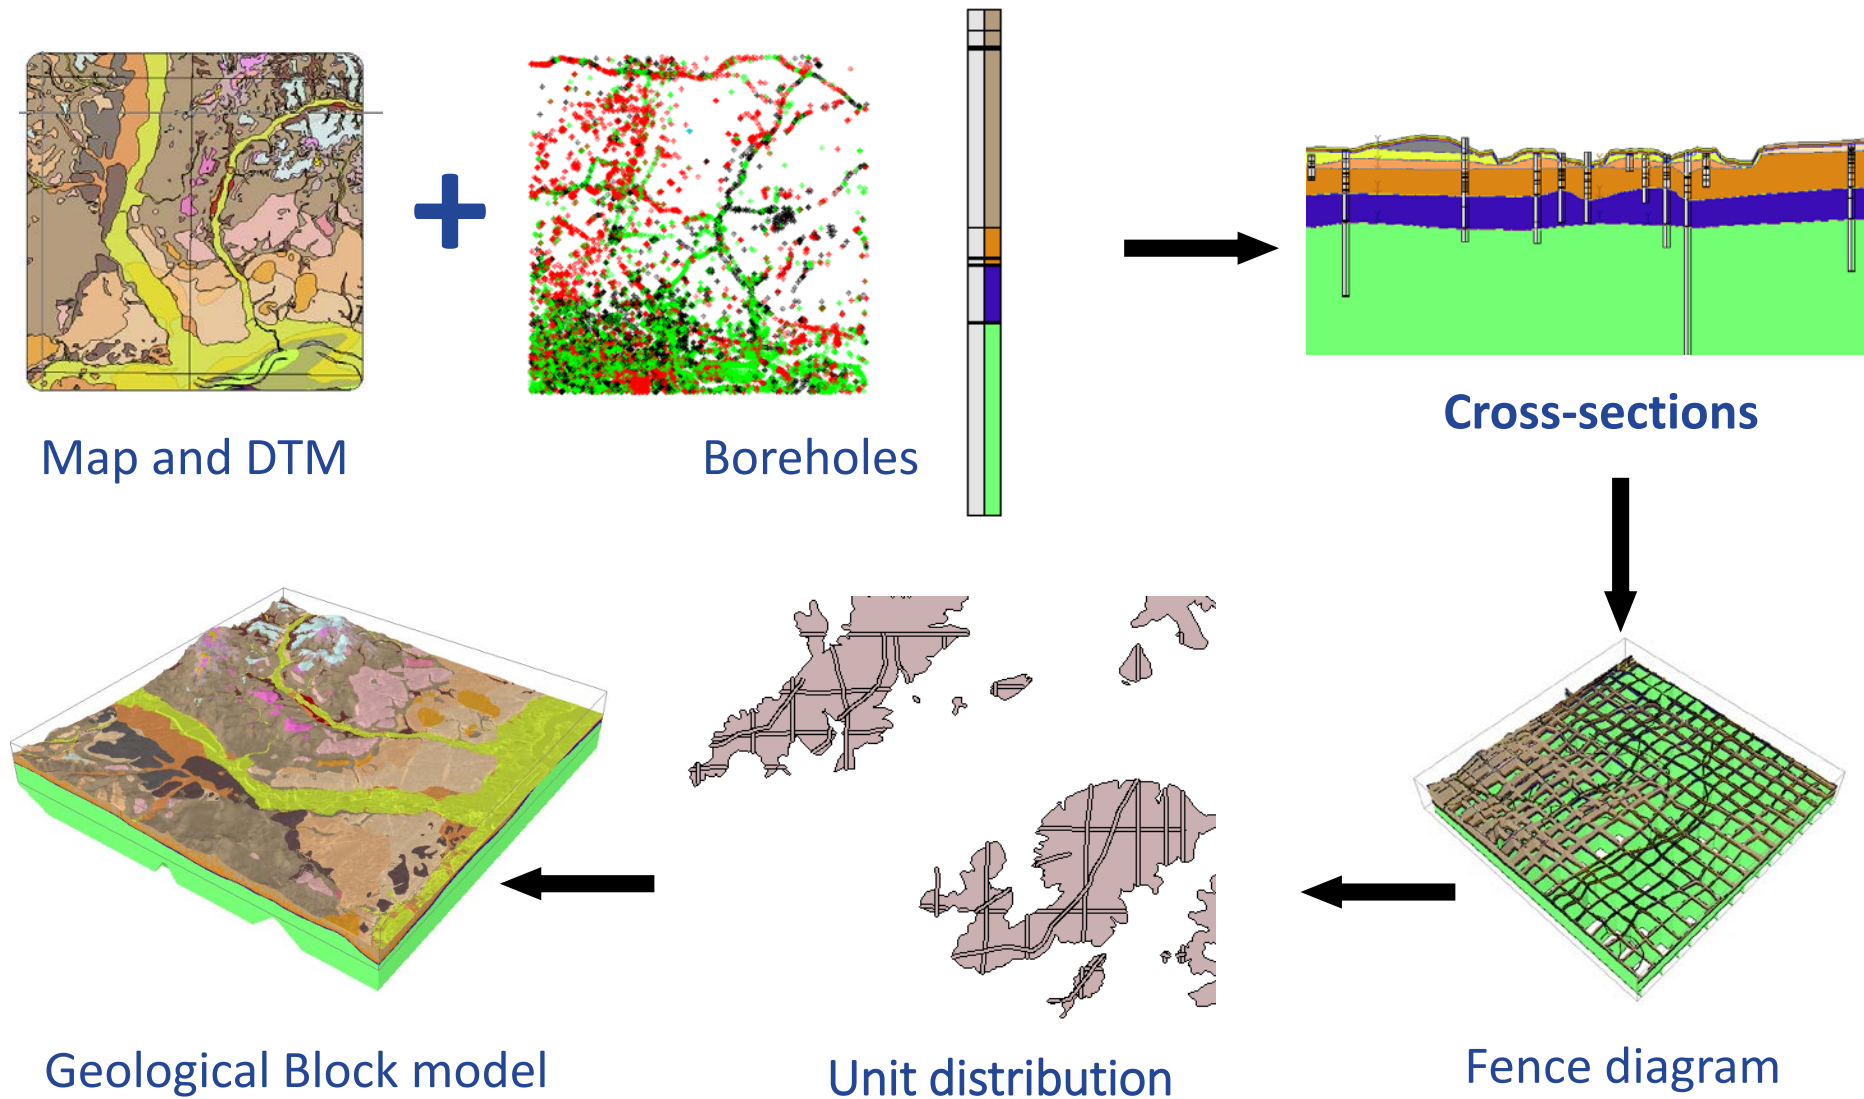 Map and DTM
Boreholes
Cross-sections
Geological Block model
Unit distribution
Fence diagram